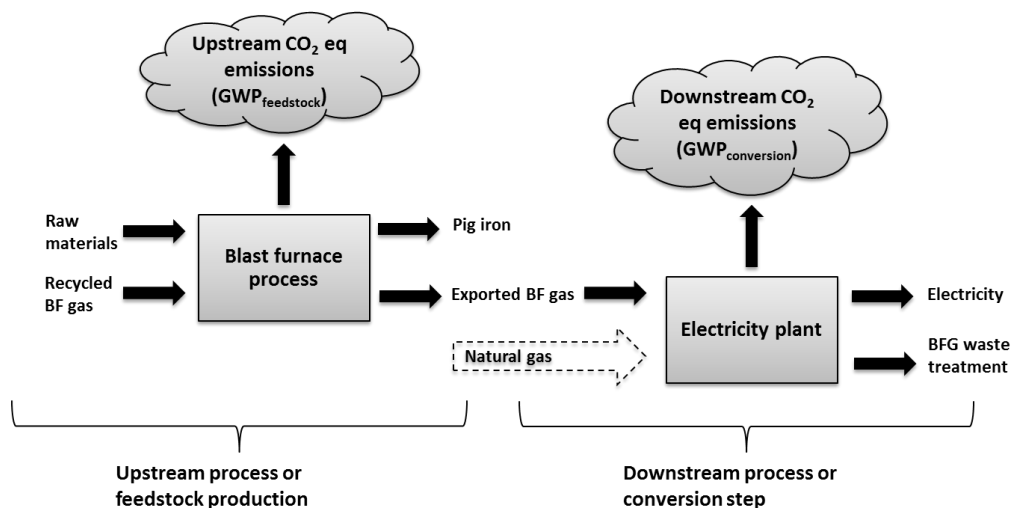 Upstream CO₂ eq
emissions
(GWPfeedstock)
Downstream CO₂
eq emissions
(GWPconversion)
Raw
materials
Recycled
BF gas
Blast furnace
process
Pig iron
Exported BF gas
Natural gas
Electricity plant
Electricity
BFG waste
treatment
Upstream process or
feedstock production
Downstream process or
conversion step